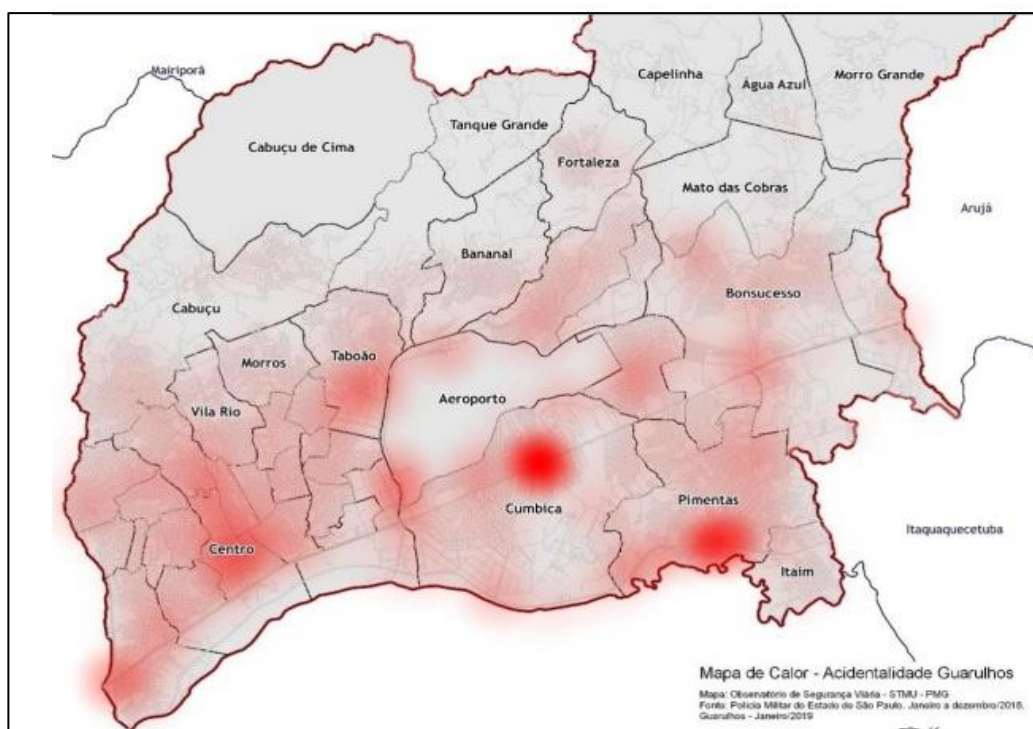 Mairiporã
Capelinha
Água Azul
Morro Grande
Tanque Grande
Cabuçu de Cima
Fortaleza
Mato das Cobras
Arujá
Bananal
Bonsucesso
Cabuçu
Taboão
Morros
Aeroporto
Vila Rio
Pimentas
Cumbica
Itaquaquecetuba
Centro
Itaim
Mapa de Calor - Acidentalidade Guarulhos
Mapa: Observatório de Segurança Viária - STMU - PMG
Fonte: Polícia Militar do Estado de São Paulo. Janeiro a dezembro/2018.
Guarulhos - Janeiro/2019